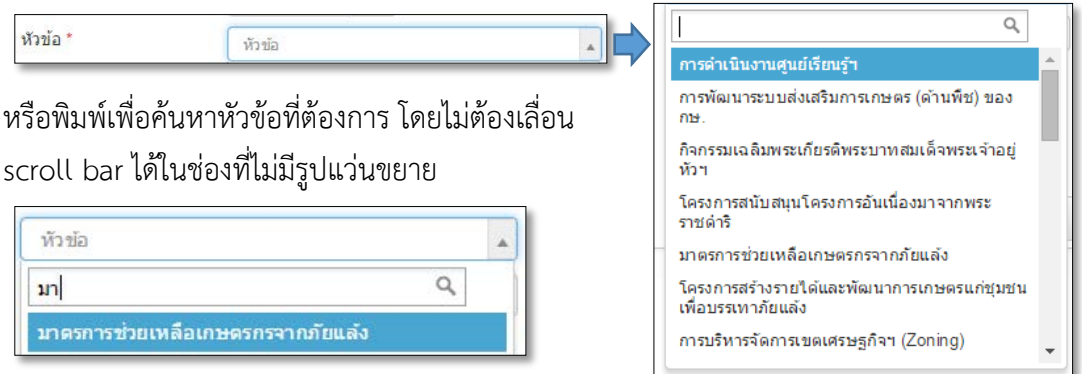 หัวข้อ *
หัวข้อ
หรือพิมพ์เพื่อค้นหาหัวข้อที่ต้องการ โดยไม่ต้องเลื่อน
scroll bar ได้ในช่องที่ไม่มีรูปแว่นขยาย
หัวข้อ
มา
มาตรการช่วยเหลือเกษตรกรจากภัยแล้ง
การดำเนินงานศูนย์เรียนรู้ฯ
การพัฒนาระบบส่งเสริมการเกษตร (ด้านพืช) ของ
กษ.
กิจกรรมเฉลิมพระเกียรติพระบาทสมเด็จพระเจ้าอยู่
หัวฯ
โครงการสนับสนุนโครงการอันเนื่องมาจากพระ
ราชดำริ
มาตรการช่วยเหลือเกษตรกรจากภัยแล้ง
โครงการสร้างรายได้และพัฒนาการเกษตรแก่ชุมชน
เพื่อบรรเทาภัยแล้ง
การบริหารจัดการเขตเศรษฐกิจฯ (Zoning)